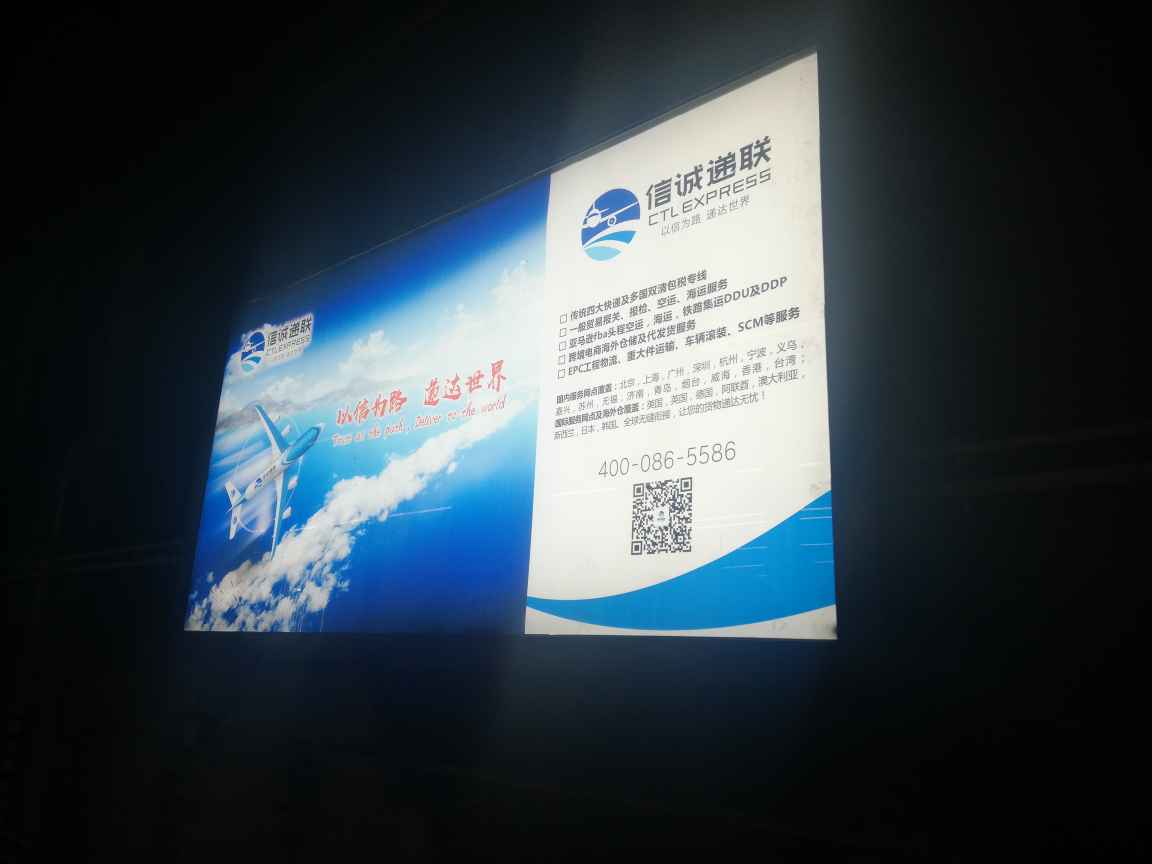 信诚递联
CTL EXPRESS
以信为路 递达世界
Trust as the path, Deliver to the world
信诚递联
CTL EXPRESS
以信为路 递达世界
□ 传统四大快递及多国双清包税专线
□ 一般贸易报关、报检、空运、海运服务
□ 亚马逊fba头程空运，海运，铁路集运DDU及DDP
□ 跨境电商海外仓储及代发货服务
□ EPC工程物流、重大件运输、车辆滚装、SCM等服务
国内服务网点覆盖：北京，上海，广州，深圳，杭州，宁波，义乌，
嘉兴，苏州，无锡，济南，青岛，烟台，威海，香港，台湾；
国际服务网点及海外仓覆盖：美国，英国，德国，阿联酋，澳大利亚，
新西兰，日本，韩国。全球无缝衔接，让您的货物递达无忧！
400-086-5586